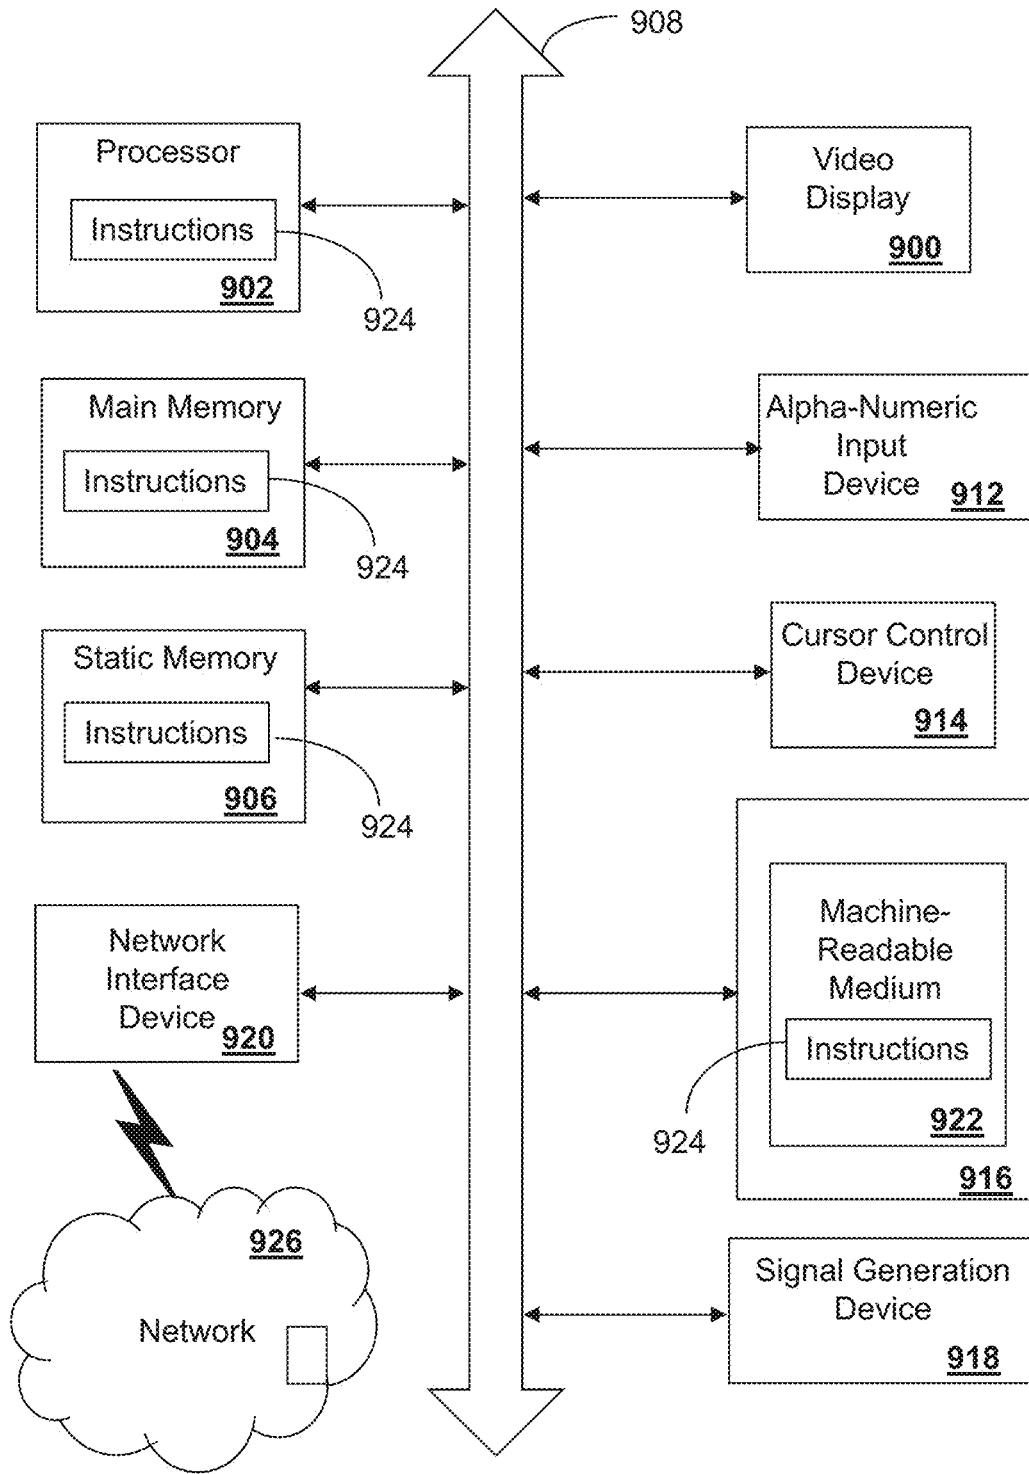 908
Processor
Instructions
902
924
Main Memory
Instructions
904
924
Static Memory
Instructions
906
924
Network
Interface
Device
920
926
Network
Video
Display
900
Alpha-Numeric
Input
Device
912
Cursor Control
Device
914
Machine-
Readable
Medium
Instructions
924
922
916
Signal Generation
Device
918